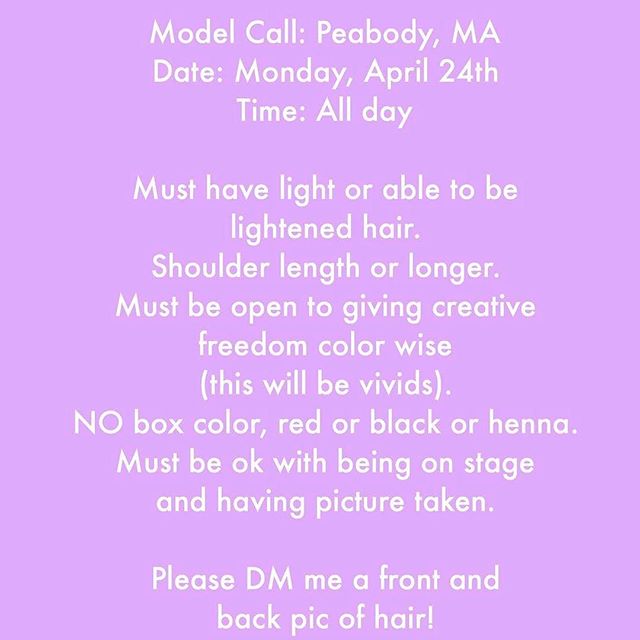 Model Call: Peabody, MA
Date: Monday, April 24th
Time: All day
Must have light or able to be
lightened hair.
Shoulder length or longer.
Must be open to giving creative
freedom color wise
(this will be vivids).
NO box color, red or black or henna.
Must be ok with being on stage
and having picture taken.
Please DM me a front and
back pic of hair!